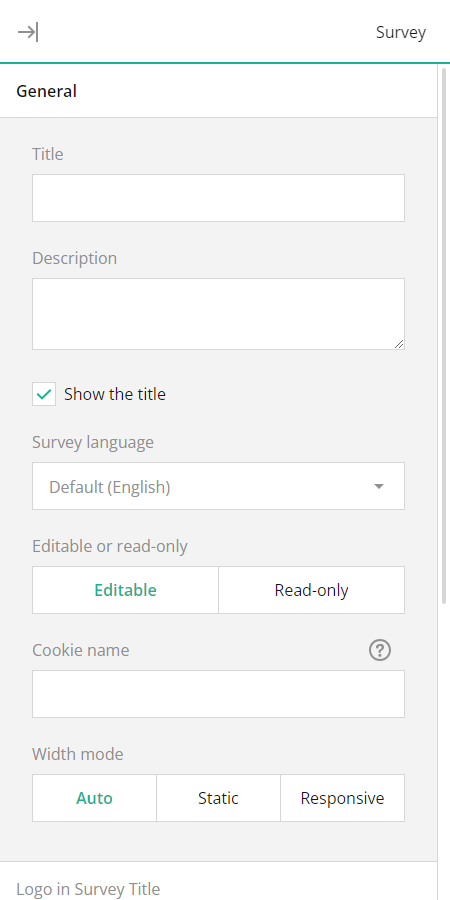 Survey
General
Title
Description
Show the title
Survey language
Default (English)
Editable or read-only
Editable Read-only
Cookie name
Width mode
Auto Static Responsive
Logo in Survey Title